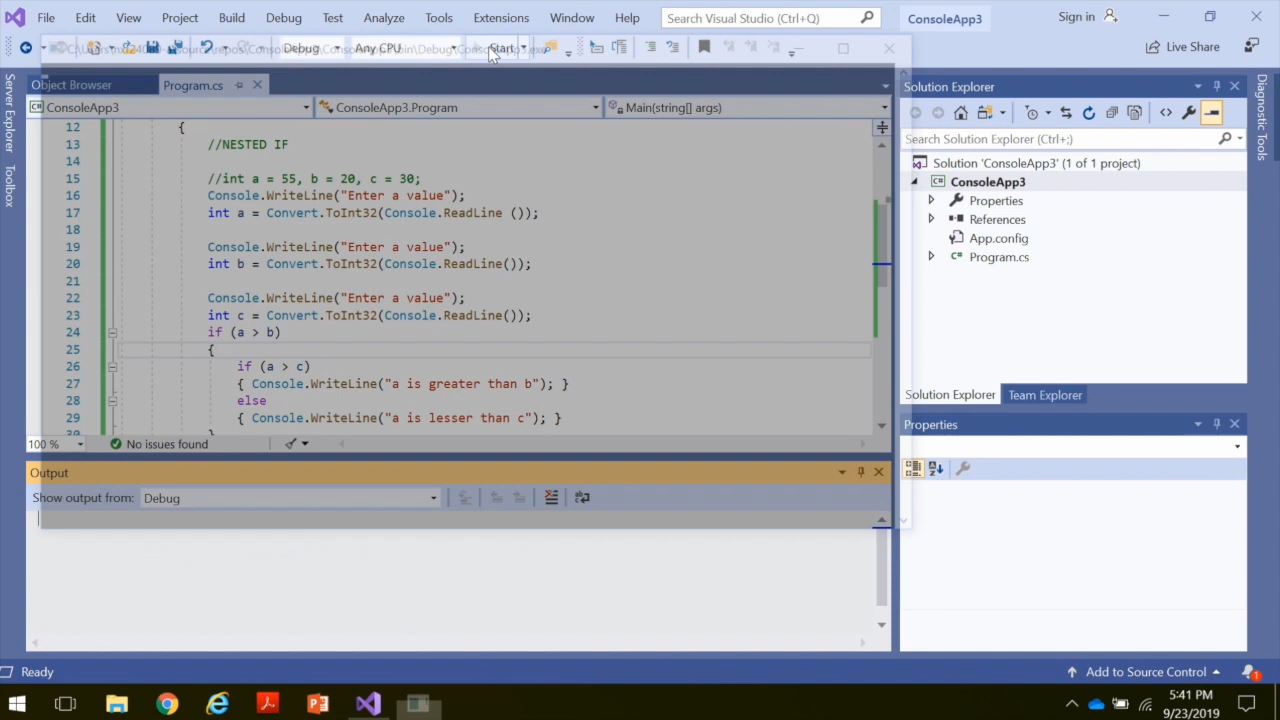 File Edit View Project Build Debug Test Analyze Tools Extensions Window Help Search Visual Studio (Ctrl+Q) ConsoleApp3 Sign in
Debug Any CPU Start Live Share
Object Browser Program.cs
ConsoleApp3 ConsoleApp3.Program Main(string[] args)
12 {
13 //NESTED IF
14
15 //int a = 55, b = 20, c = 30;
16 Console.WriteLine("Enter a value");
17 int a = Convert.ToInt32(Console.ReadLine ());
18
19 Console.WriteLine("Enter a value");
20 int b = Convert.ToInt32(Console.ReadLine());
21
22 Console.WriteLine("Enter a value");
23 int c = Convert.ToInt32(Console.ReadLine());
24 if (a > b)
25 {
26 if (a > c)
27 { Console.WriteLine("a is greater than b"); }
28 else
29 { Console.WriteLine("a is lesser than c"); }
30 }
100 % No issues found
Output
Show output from: Debug
Server Explorer
Toolbox
Solution Explorer
Search Solution Explorer (Ctrl+;)
Solution 'ConsoleApp3' (1 of 1 project)
ConsoleApp3
Properties
References
App.config
Program.cs
Solution Explorer Team Explorer
Properties
Diagnostic Tools
Ready Add to Source Control 1
5:41 PM
9/23/2019